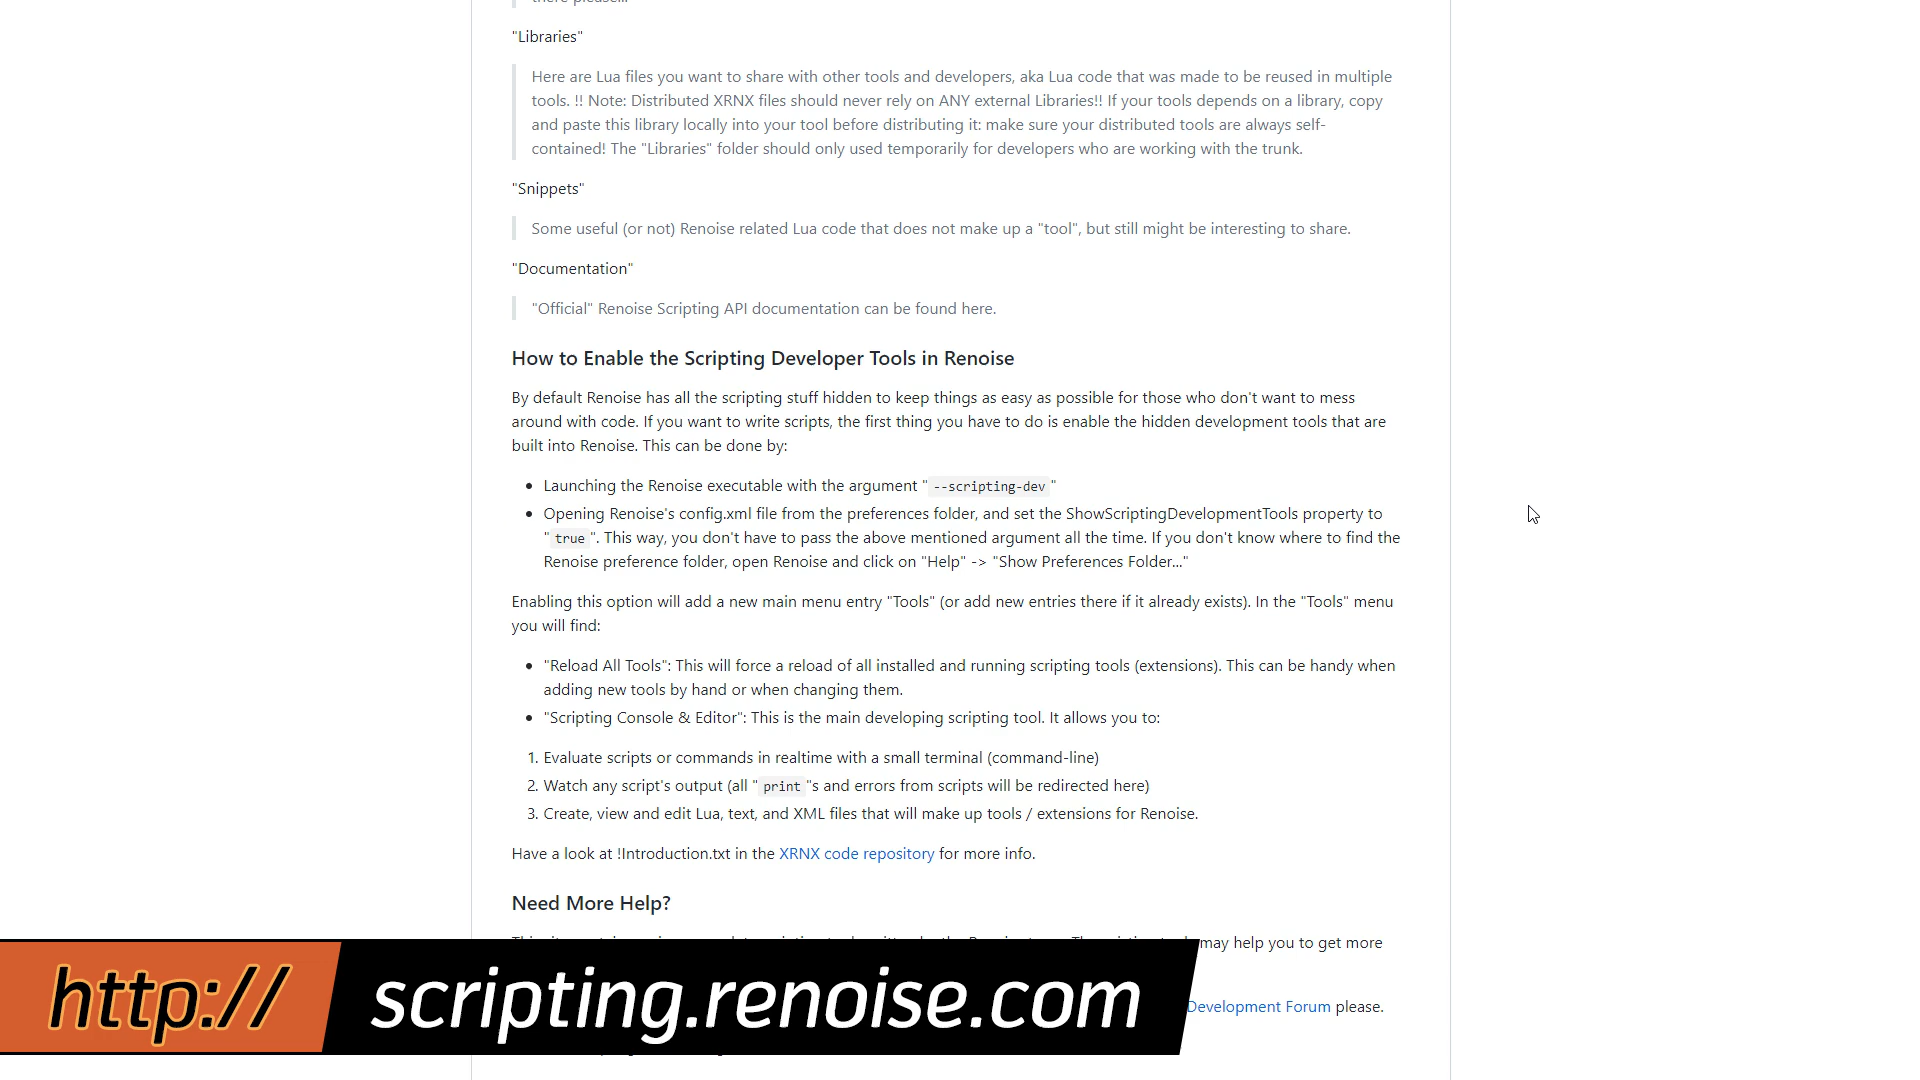 there please...
"Libraries"
Here are Lua files you want to share with other tools and developers, aka Lua code that was made to be reused in multiple
tools. !! Note: Distributed XRNX files should never rely on ANY external Libraries!! If your tools depends on a library, copy
and paste this library locally into your tool before distributing it: make sure your distributed tools are always self-
contained! The "Libraries" folder should only used temporarily for developers who are working with the trunk.
"Snippets"
Some useful (or not) Renoise related Lua code that does not make up a "tool", but still might be interesting to share.
"Documentation"
"Official" Renoise Scripting API documentation can be found here.
How to Enable the Scripting Developer Tools in Renoise
By default Renoise has all the scripting stuff hidden to keep things as easy as possible for those who don't want to mess
around with code. If you want to write scripts, the first thing you have to do is enable the hidden development tools that are
built into Renoise. This can be done by:
• Launching the Renoise executable with the argument "--scripting-dev"
• Opening Renoise's config.xml file from the preferences folder, and set the ShowScriptingDevelopmentTools property to
"true". This way, you don't have to pass the above mentioned argument all the time. If you don't know where to find the
Renoise preference folder, open Renoise and click on "Help" -> "Show Preferences Folder..."
Enabling this option will add a new main menu entry "Tools" (or add new entries there if it already exists). In the "Tools" menu
you will find:
• "Reload All Tools": This will force a reload of all installed and running scripting tools (extensions). This can be handy when
adding new tools by hand or when changing them.
• "Scripting Console & Editor": This is the main developing scripting tool. It allows you to:
1. Evaluate scripts or commands in realtime with a small terminal (command-line)
2. Watch any script's output (all "print"s and errors from scripts will be redirected here)
3. Create, view and edit Lua, text, and XML files that will make up tools / extensions for Renoise.
Have a look at !Introduction.txt in the XRNX code repository for more info.
Need More Help?
may help you to get more
Development Forum please.
http:// scripting.renoise.com